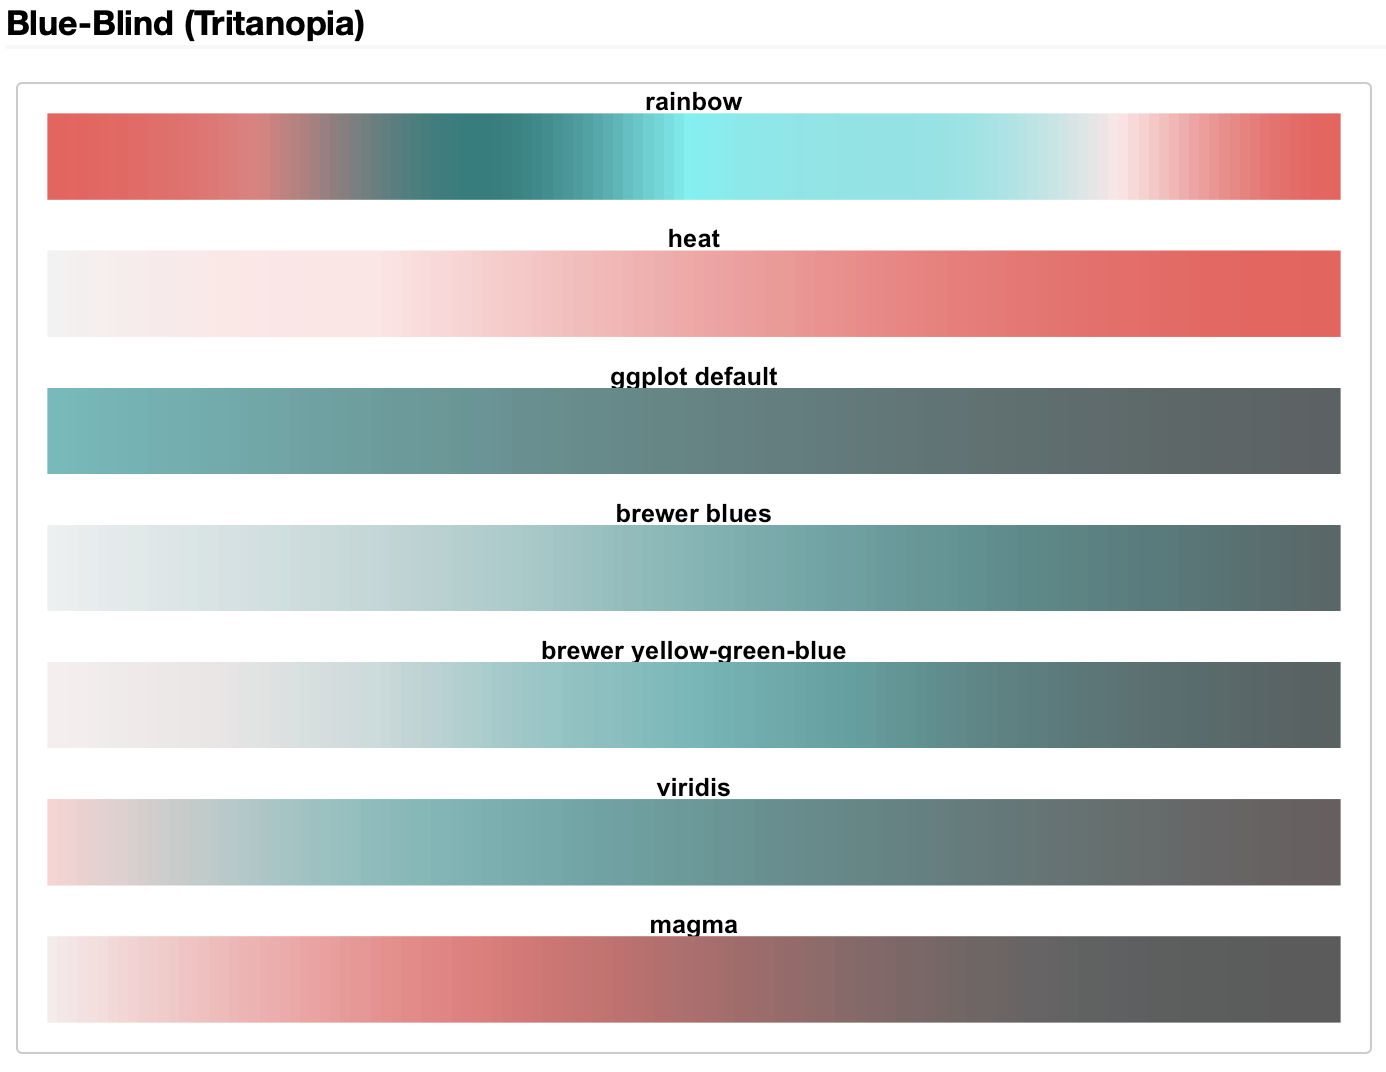 Blue-Blind (Tritanopia)
rainbow
heat
ggplot default
brewer blues
brewer yellow-green-blue
viridis
magma